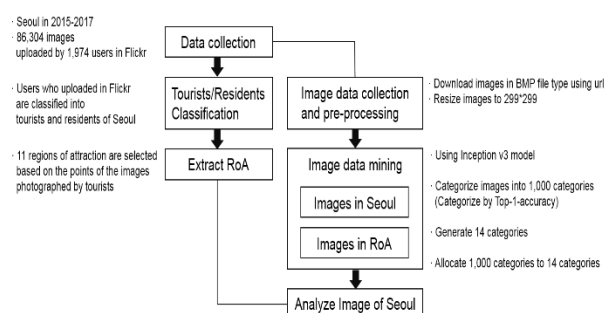 · Seoul in 2015-2017
· 86,304 images
uploaded by 1,974 users in Flickr
Data collection
· Users who uploaded in Flickr
are classified into
tourists and residents of Seoul
Tourists/Residents
Classification
Image data collection
and pre-processing
· Download images in BMP file type using url
· Resize images to 299*299
· 11 regions of attraction are selected
based on the points of the images
photographed by tourists
Extract RoA
Image data mining
Images in Seoul
Images in RoA
· Using Inception v3 model
· Categorize images into 1,000 categories
(Categorize by Top-1-accuracy)
· Generate 14 categories
· Allocate 1,000 categories to 14 categories
Analyze Image of Seoul